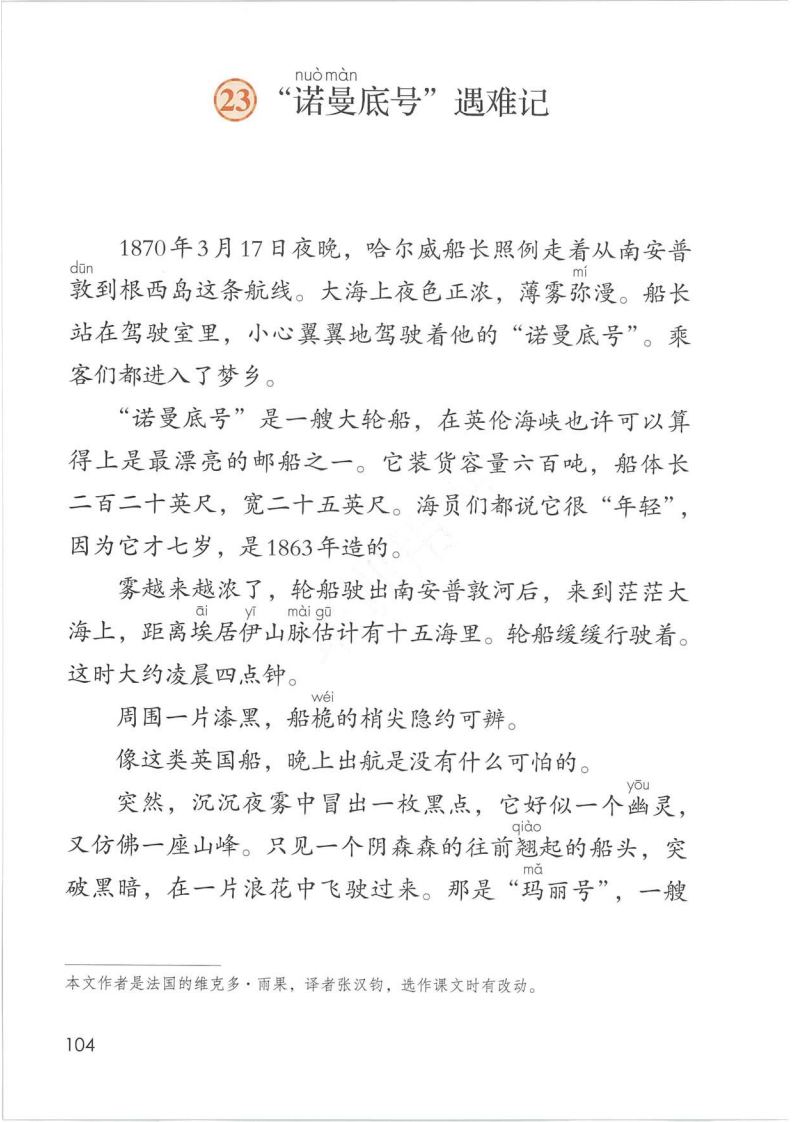 nuò màn
23 “诺曼底号”遇难记
1870年3月17日夜晚，哈尔威船长照例走着从南安普
dūn mí
敦到根西岛这条航线。大海上夜色正浓，薄雾弥漫。船长
站在驾驶室里，小心翼翼地驾驶着他的“诺曼底号”。乘
客们都进入了梦乡。
“诺曼底号”是一艘大轮船，在英伦海峡也许可以算
得上是最漂亮的邮船之一。它装货容量六百吨，船体长
二百二十英尺，宽二十五英尺。海员们都说它很“年轻”，
因为它才七岁，是1863年造的。
雾越来越浓了，轮船驶出南安普敦河后，来到茫茫大
āi yī mài gū
海上，距离埃居伊山脉估计有十五海里。轮船缓缓行驶着。
这时大约凌晨四点钟。
wéi
周围一片漆黑，船桅的梢尖隐约可辨。
像这类英国船，晚上出航是没有什么可怕的。
yōu
突然，沉沉夜雾中冒出一枚黑点，它好似一个幽灵，
qiào
又仿佛一座山峰。只见一个阴森森的往前翘起的船头，突
mǎ
破黑暗，在一片浪花中飞驶过来。那是“玛丽号”，一艘
本文作者是法国的维克多·雨果，译者张汉钧，选作课文时有改动。
104